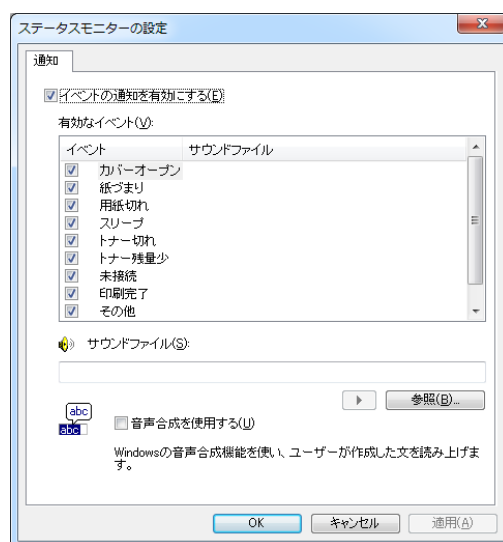 ステータスモニターの設定
通知
イベントの通知を有効にする(E)
有効なイベント(V):
イベント サウンドファイル
カバーオープン
紙づまり
用紙切れ
スリープ
トナー切れ
トナー残量少
未接続
印刷完了
その他
サウンドファイル(S):
参照(B)...
abc
abc
音声合成を使用する(U)
Windowsの音声合成機能を使い、ユーザーが作成した文を読み上げま
す。
OK キャンセル 適用(A)